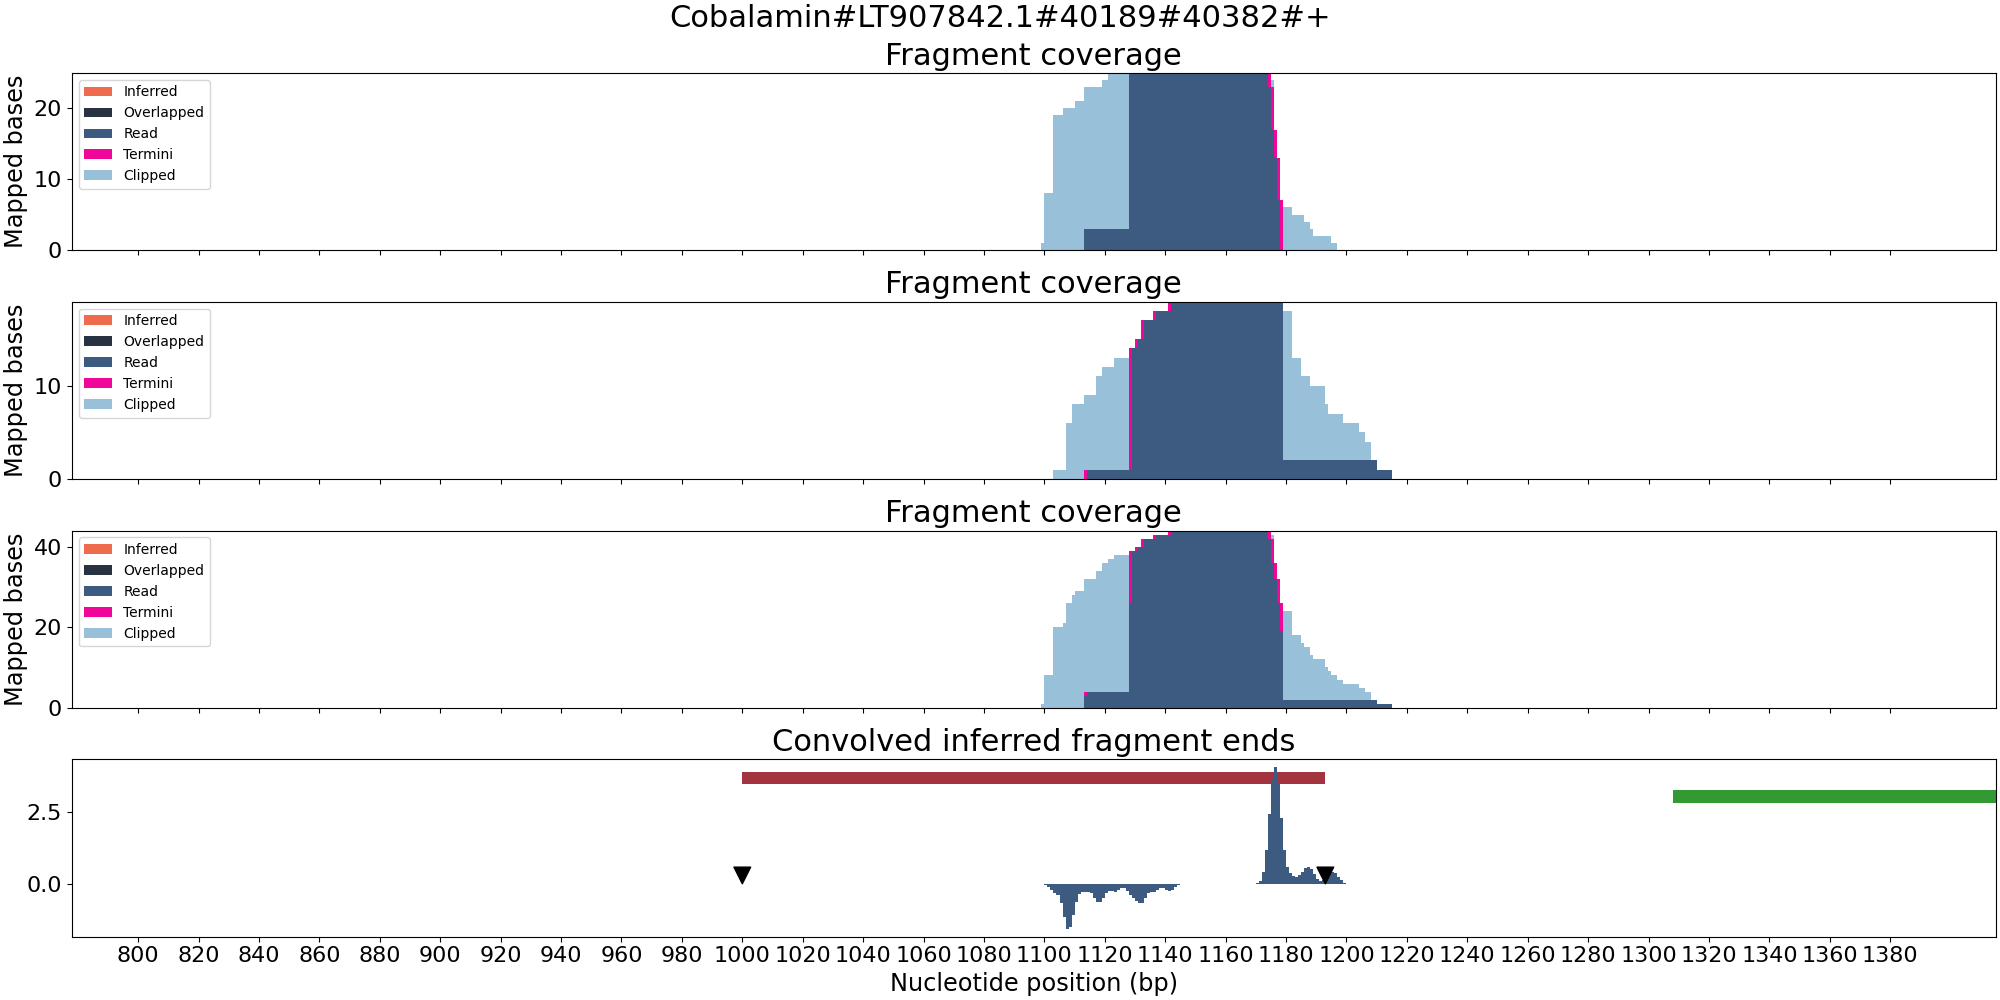 Cobalamin#LT907842.1#40189#40382#+
Fragment coverage
Mapped bases
20
10
0
Inferred
Overlapped
Read
Termini
Clipped
Fragment coverage
Mapped bases
10
0
Inferred
Overlapped
Read
Termini
Clipped
Fragment coverage
Mapped bases
40
20
0
Inferred
Overlapped
Read
Termini
Clipped
Convolved inferred fragment ends
2.5
0.0
800 820 840 860 880 900 920 940 960 980 1000 1020 1040 1060 1080 1100 1120 1140 1160 1180 1200 1220 1240 1260 1280 1300 1320 1340 1360 1380
Nucleotide position (bp)